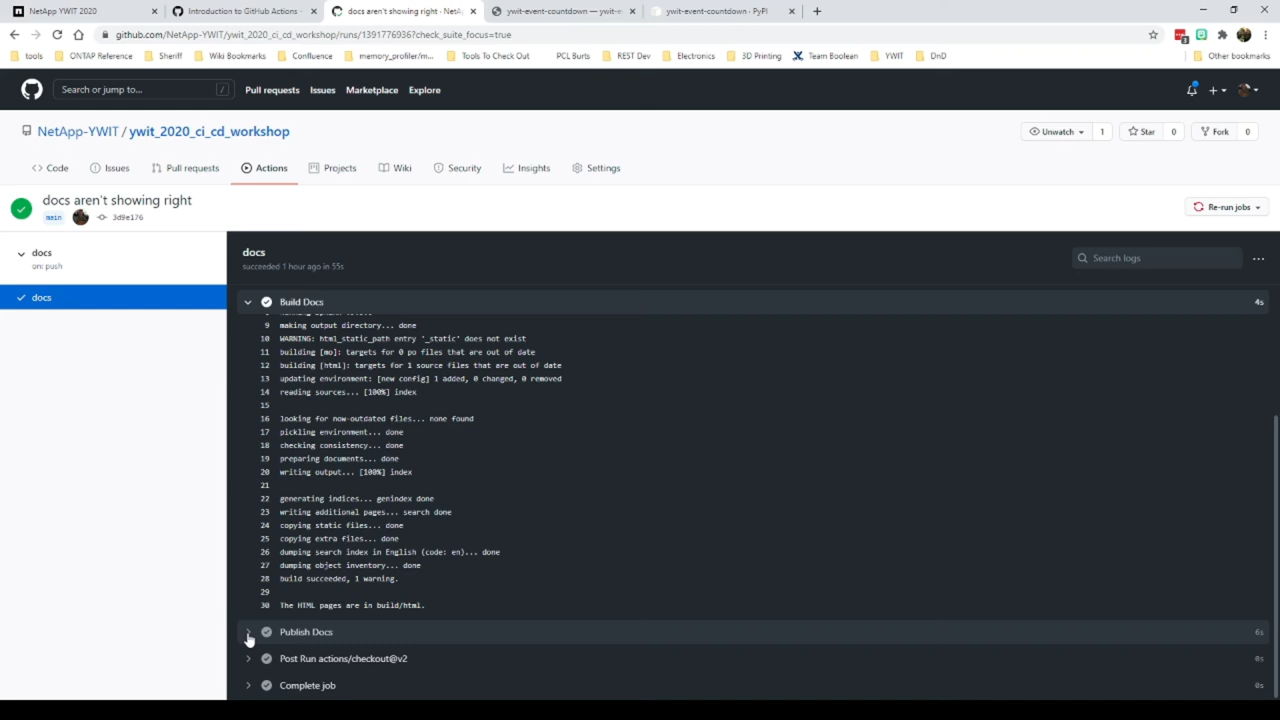 NetApp YWIT 2020
Introduction to GitHub Actions -
docs aren't showing right · NetA
ywit-event-countdown — ywit-e
ywit-event-countdown · PyPI
github.com/NetApp-YWIT/ywit_2020_ci_cd_workshop/runs/1391776936?check_suite_focus=true
tools
ONTAP Reference
Sheriff
Wiki Bookmarks
Confluence
memory_profiler/m...
Tools To Check Out
PCL Burts
REST Dev
Electronics
3D Printing
Team Boolean
YWIT
DnD
Other bookmarks
Search or jump to...
/
Pull requests
Issues
Marketplace
Explore
NetApp-YWIT / ywit_2020_ci_cd_workshop
Unwatch
1
Star
0
Fork
0
<> Code
Issues
Pull requests
Actions
Projects
Wiki
Security
Insights
Settings
docs aren't showing right
main
3d9e176
Re-run jobs
docs
on: push
docs
docs
succeeded 1 hour ago in 55s
Search logs
Build Docs
4s
9 making output directory... done
10 WARNING: html_static_path entry '_static' does not exist
11 building [mo]: targets for 0 po files that are out of date
12 building [html]: targets for 1 source files that are out of date
13 updating environment: [new config] 1 added, 0 changed, 0 removed
14 reading sources... [100%] index
15
16 looking for now-outdated files... none found
17 pickling environment... done
18 checking consistency... done
19 preparing documents... done
20 writing output... [100%] index
21
22 generating indices... genindex done
23 writing additional pages... search done
24 copying static files... done
25 copying extra files... done
26 dumping search index in English (code: en)... done
27 dumping object inventory... done
28 build succeeded, 1 warning.
29
30 The HTML pages are in build/html.
Publish Docs
6s
Post Run actions/checkout@v2
0s
Complete job
0s